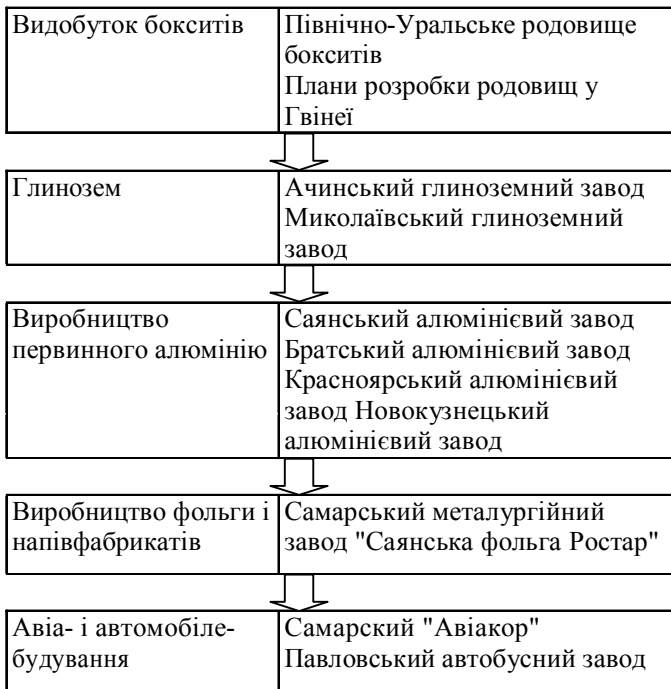 Видобуток бокситів
Північно-Уральське родовище
бокситів
Плани розробки родовищ у
Гвінеї
Глинозем
Ачинський глиноземний завод
Миколаївський глиноземний
завод
Виробництво
первинного алюмінію
Саянський алюмінієвий завод
Братський алюмінієвий завод
Красноярський алюмінієвий
завод Новокузнецький
алюмінієвий завод
Виробництво фольги і
напівфабрикатів
Самарський металургійний
завод "Саянська фольга Ростар"
Авіа- і автомобіле-
будування
Самарский "Авіакор"
Павловський автобусний завод